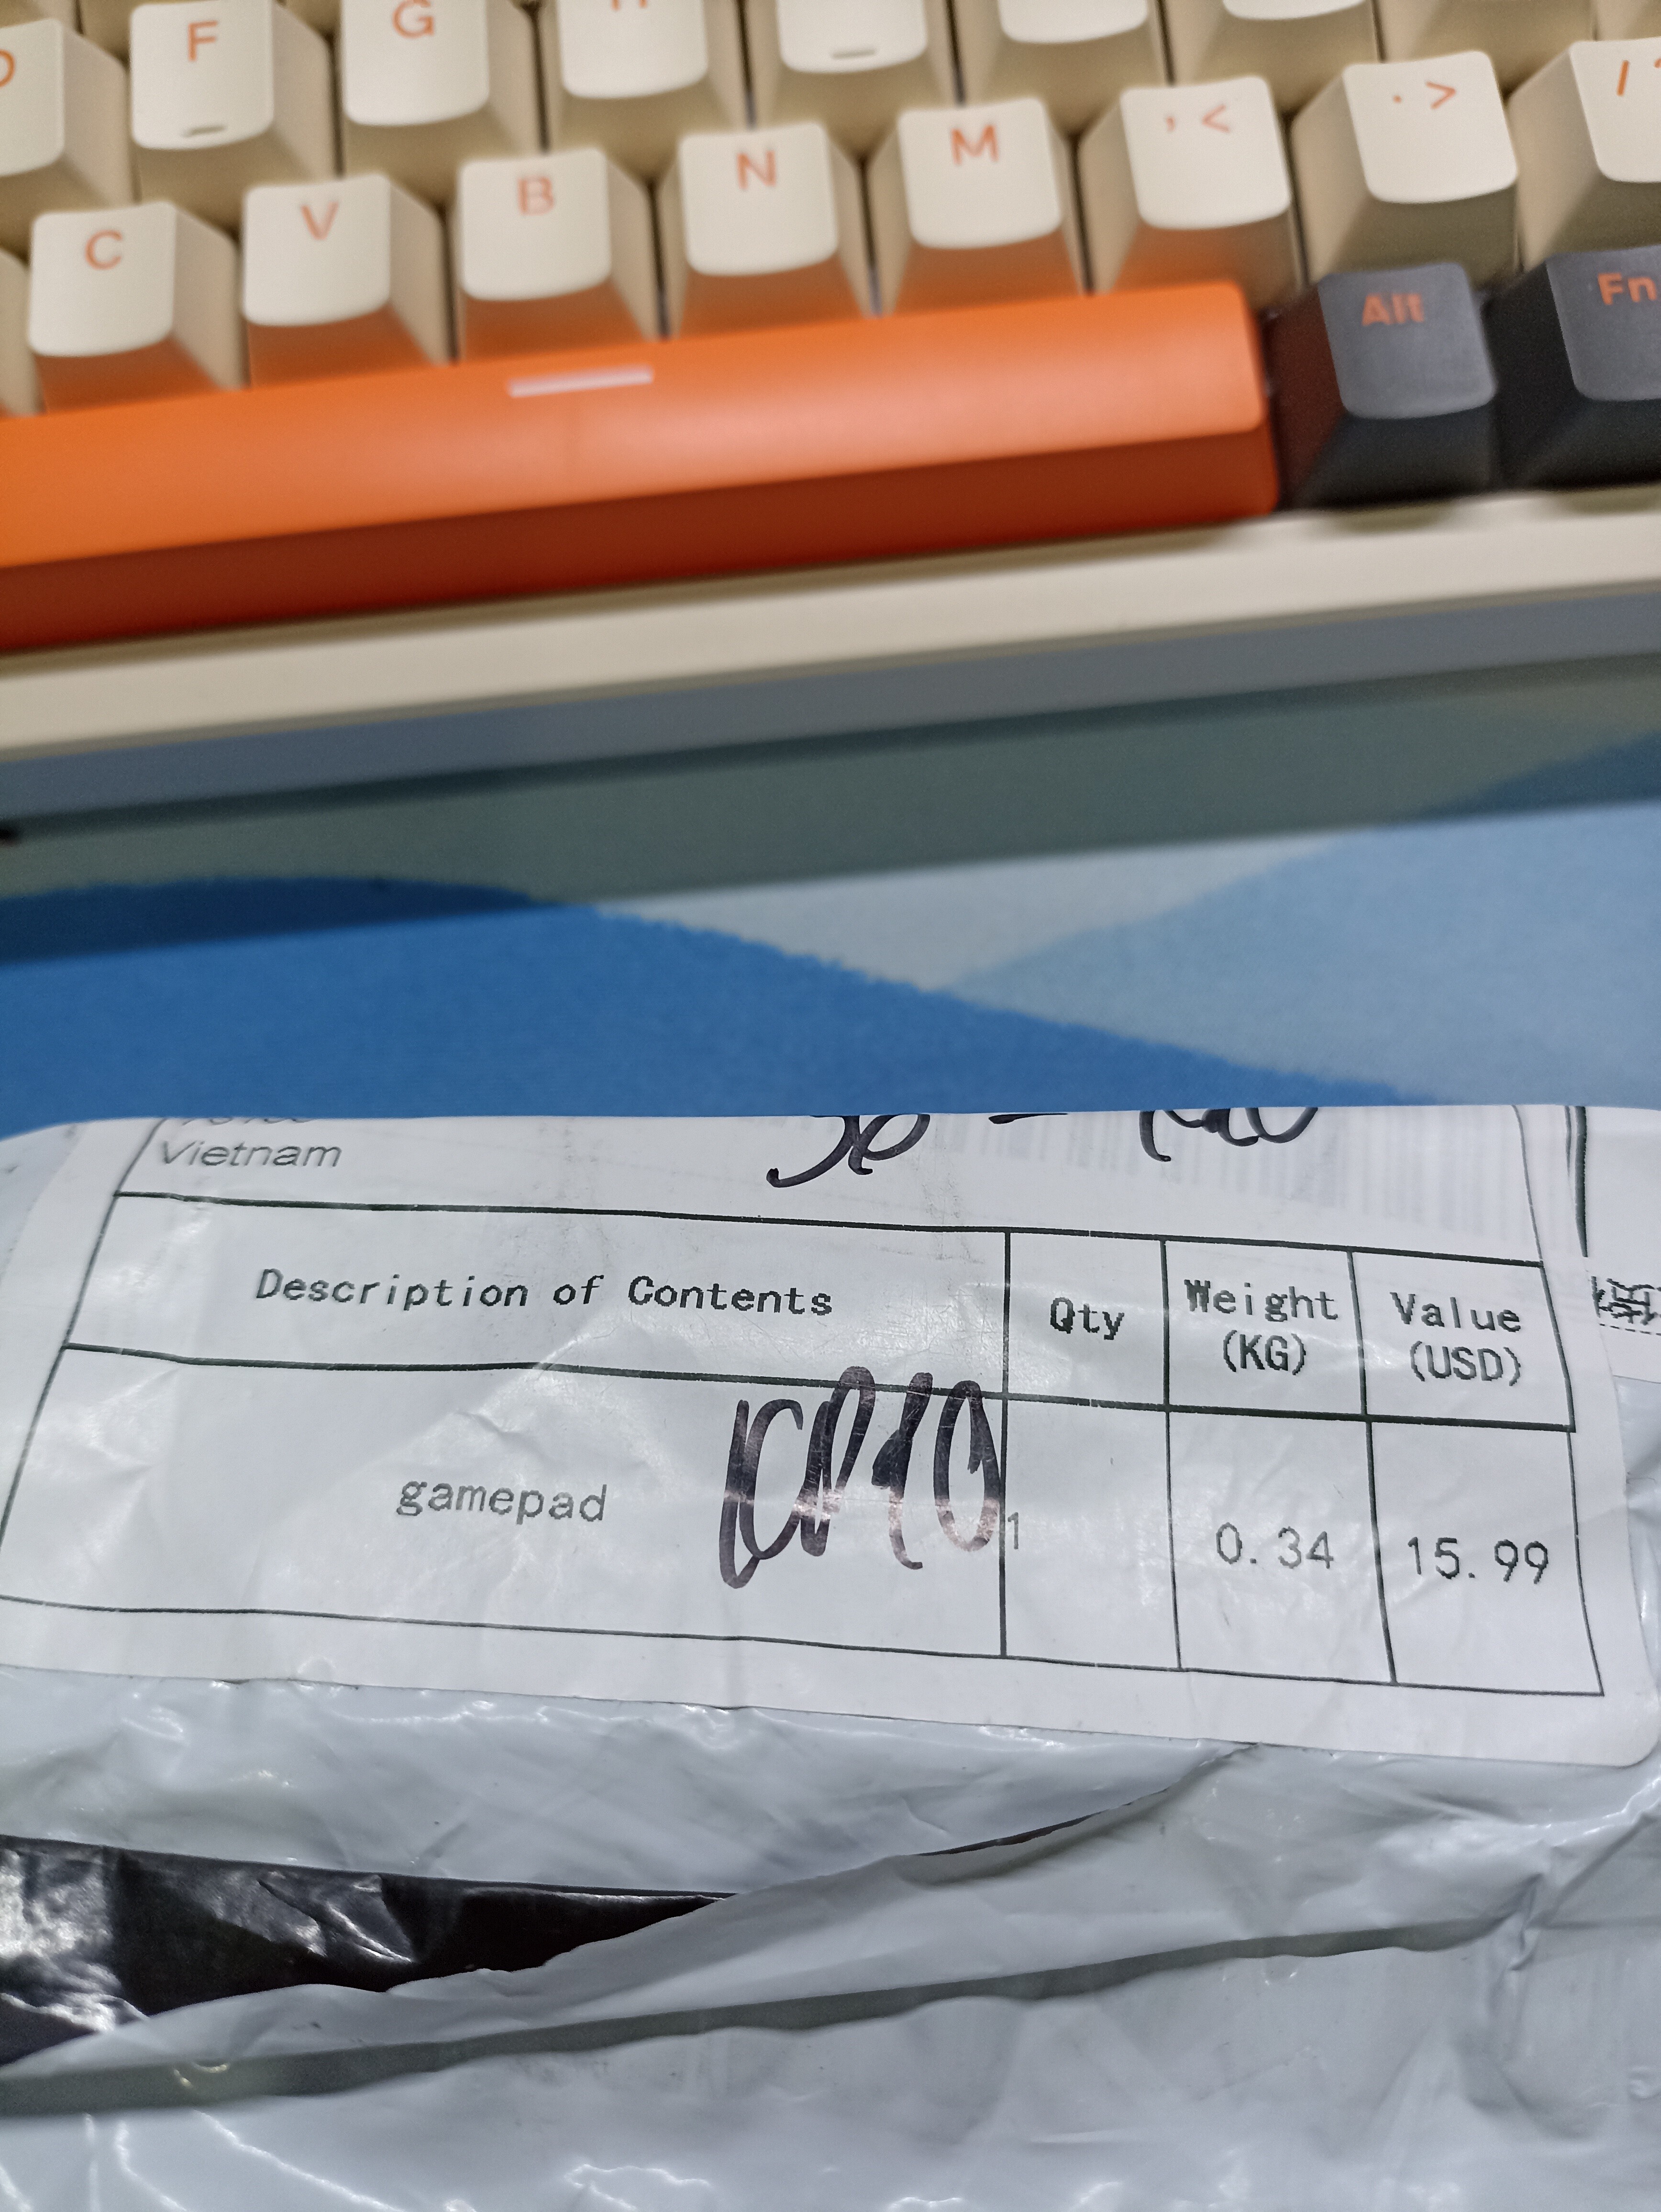 F G
C V B N M , < . > /
Alt Fn
Vietnam
Description of Contents Qty Weight (KG) Value (USD)
gamepad 1 0.34 15.99